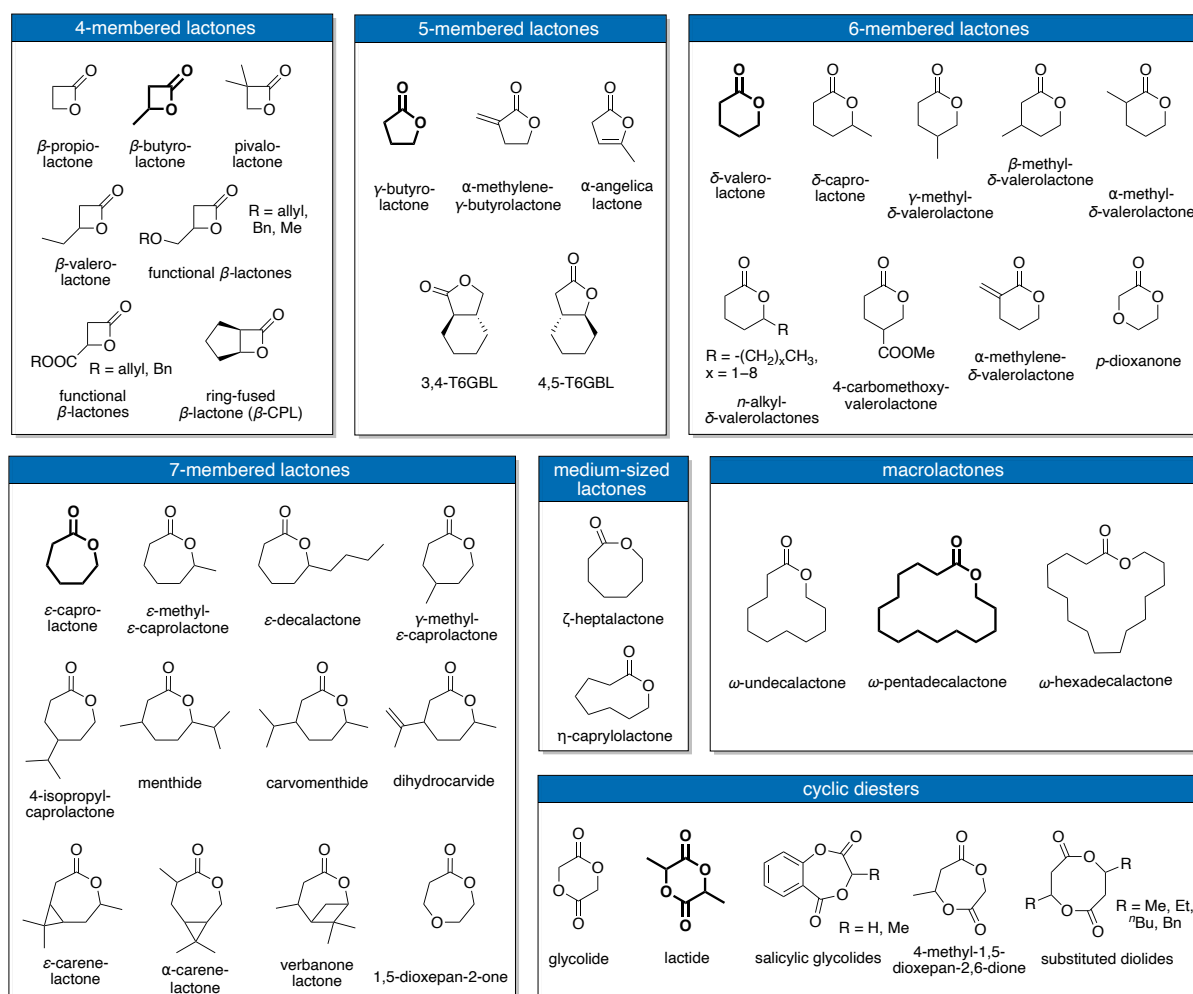 4-membered lactones
β-propio-
lactone
β-butyro-
lactone
pivalo-
lactone
β-valero-
lactone
R = allyl,
Bn, Me
functional β-lactones
R = allyl, Bn
functional
β-lactones
ring-fused
β-lactone (β-CPL)
5-membered lactones
γ-butyro-
lactone
α-methylene-
γ-butyrolactone
α-angelica
lactone
3,4-T6GBL
4,5-T6GBL
6-membered lactones
δ-valero-
lactone
δ-capro-
lactone
γ-methyl-
δ-valerolactone
β-methyl-
δ-valerolactone
α-methyl-
δ-valerolactone
R = -(CH2)xCH3,
x = 1–8
n-alkyl-
δ-valerolactones
COOMe
4-carbomethoxy-
valerolactone
α-methylene-
δ-valerolactone
p-dioxanone
7-membered lactones
ε-capro-
lactone
ε-methyl-
ε-caprolactone
ε-decalactone
γ-methyl-
ε-caprolactone
4-isopropyl-
caprolactone
menthide
carvomenthide
dihydrocarvide
ε-carene-
lactone
α-carene-
lactone
verbanone
lactone
1,5-dioxepan-2-one
medium-sized
lactones
ζ-heptalactone
η-caprylolactone
macrolactones
ω-undecalactone
ω-pentadecalactone
ω-hexadecalactone
cyclic diesters
glycolide
lactide
R = H, Me
salicylic glycolides
4-methyl-1,5-
dioxepan-2,6-dione
R = Me, Et,
nBu, Bn
substituted diolides